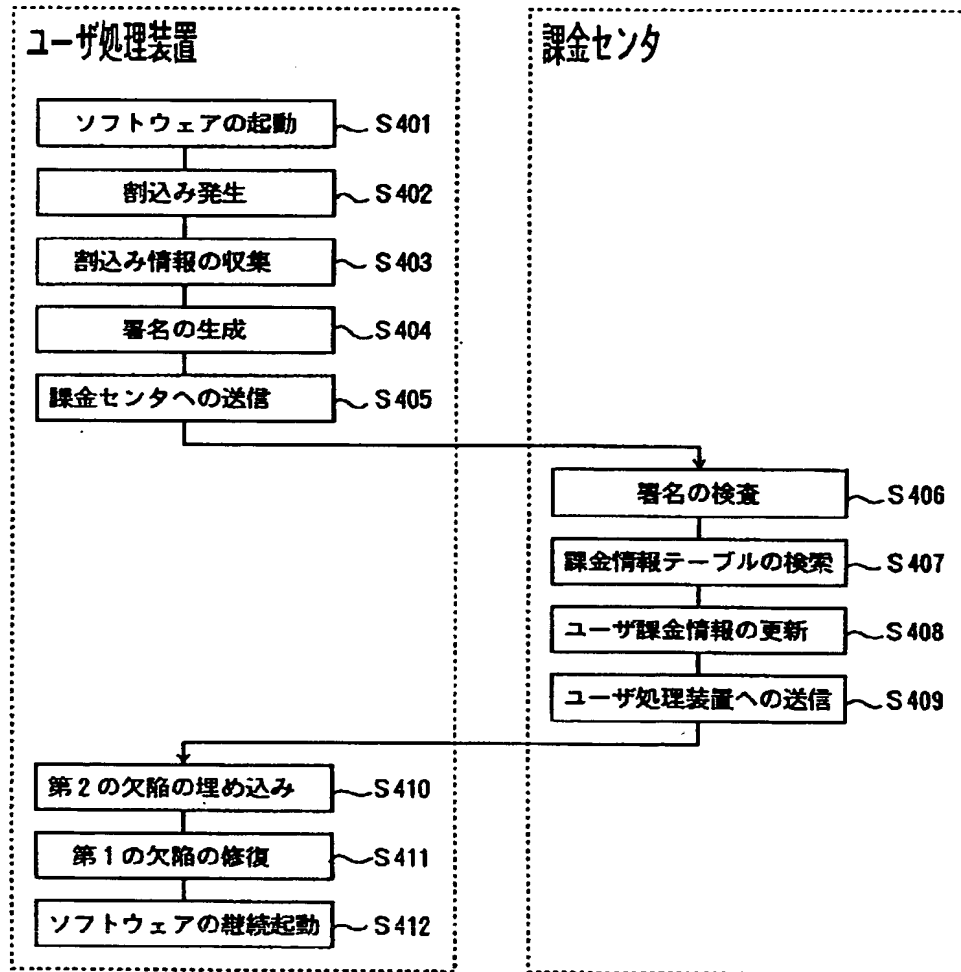 ユーザ処理装置
ソフトウェアの起動 S401
割込み発生 S402
割込み情報の収集 S403
署名の生成 S404
課金センタへの送信 S405
課金センタ
署名の検査 S406
課金情報テーブルの検索 S407
ユーザ課金情報の更新 S408
ユーザ処理装置への送信 S409
第2の欠陥の埋め込み S410
第1の欠陥の修復 S411
ソフトウェアの継続起動 S412